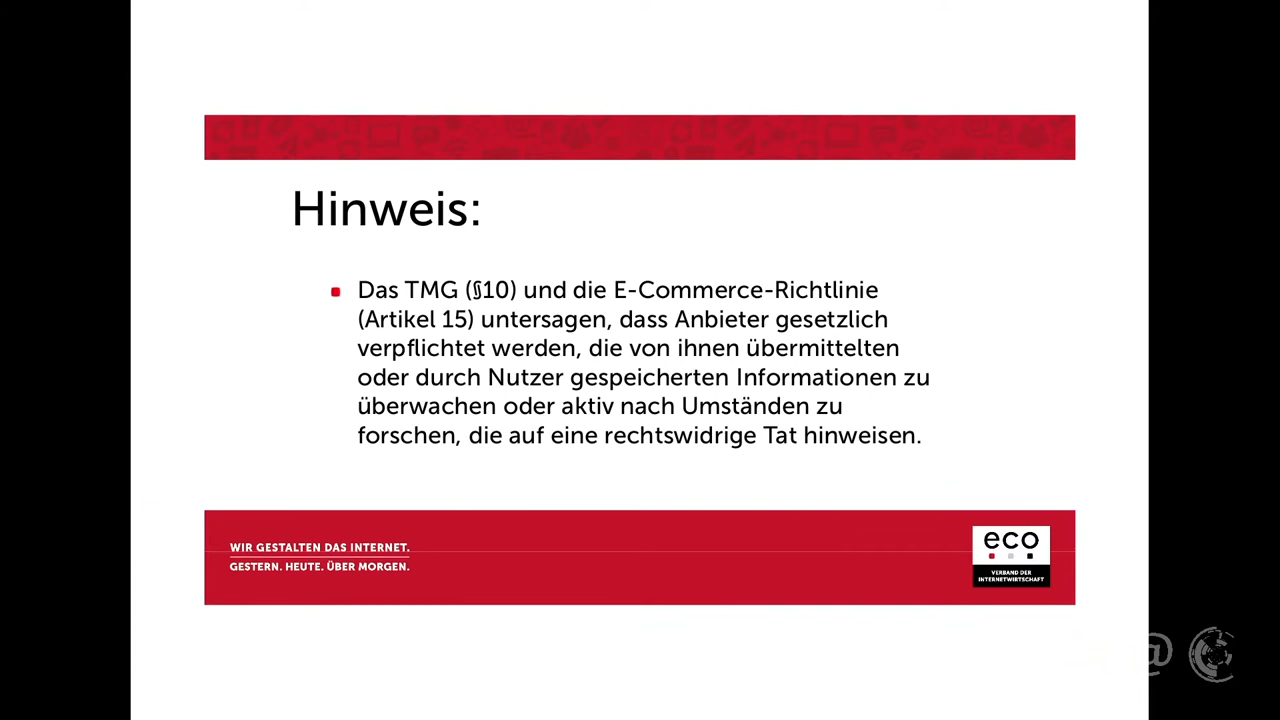 Hinweis:
Das TMG (§10) und die E-Commerce-Richtlinie
(Artikel 15) untersagen, dass Anbieter gesetzlich
verpflichtet werden, die von ihnen übermittelten
oder durch Nutzer gespeicherten Informationen zu
überwachen oder aktiv nach Umständen zu
forschen, die auf eine rechtswidrige Tat hinweisen.
WIR GESTALTEN DAS INTERNET.
GESTERN. HEUTE. ÜBER MORGEN.
eco
VERBAND DER
INTERNETWIRTSCHAFT
@